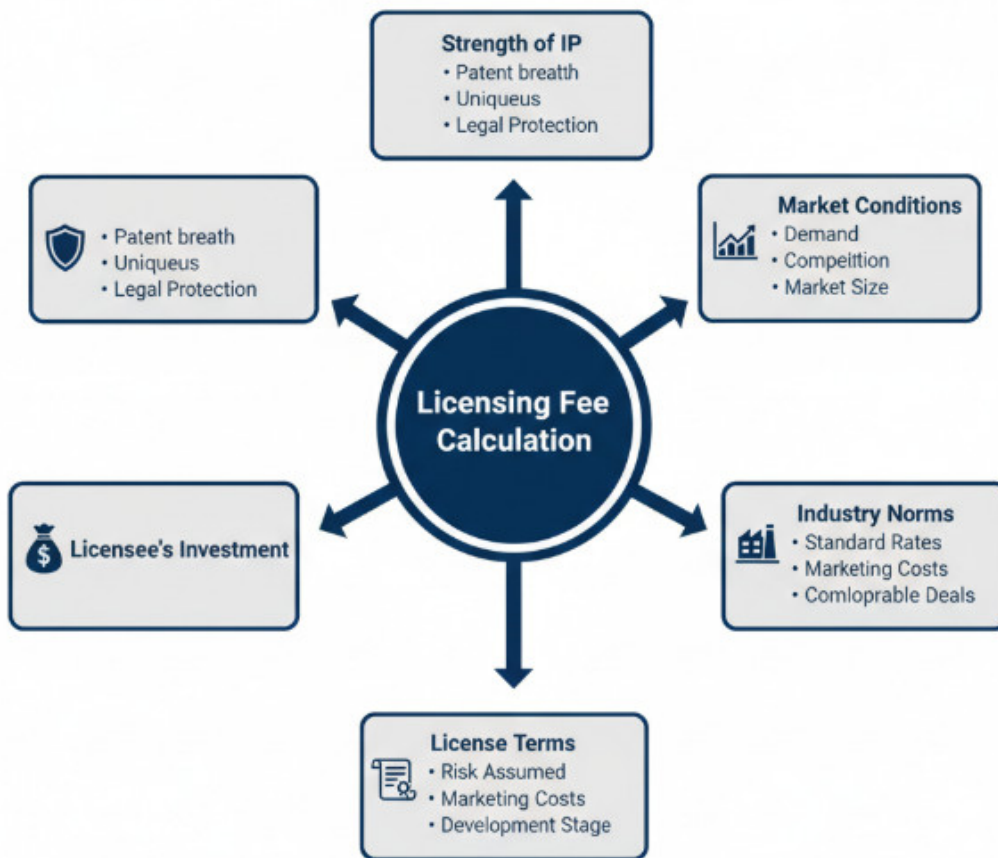 Strength of IP
• Patent breatth
• Uniqueus
• Legal Protection
• Patent breath
• Uniqueus
• Legal Protection
Market Conditions
• Demand
• Competition
• Market Size
Licensing Fee
Calculation
$
Licensee's Investment
Industry Norms
• Standard Rates
• Marketing Costs
• Comloprable Deals
License Terms
• Risk Assumed
• Marketing Costs
• Development Stage